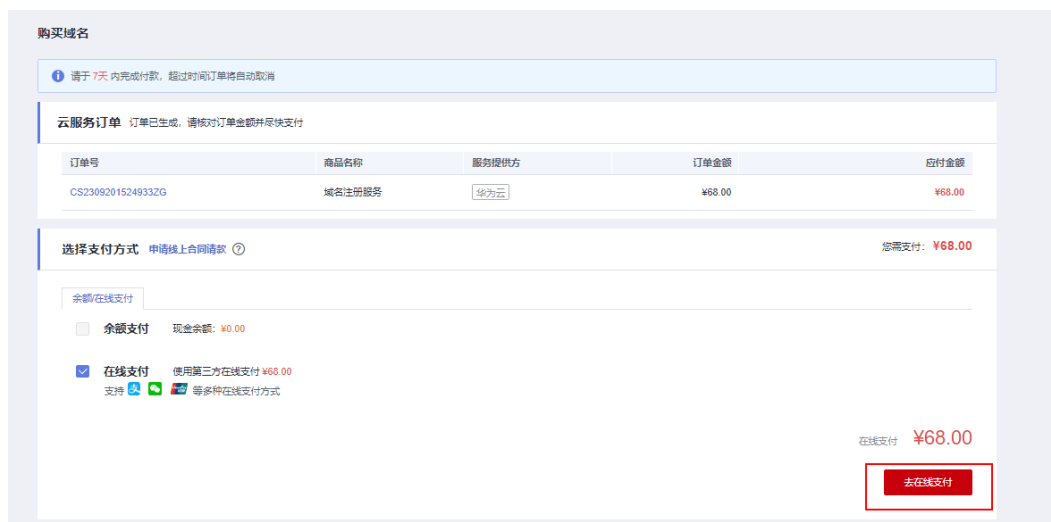 购买域名
请于 7天 内完成付款，超过时间订单将自动取消
云服务订单 订单已生成，请核对订单金额并尽快支付
订单号 商品名称 服务提供方 订单金额 应付金额
CS2309201524933ZG 域名注册服务 华为云 ¥68.00 ¥68.00
选择支付方式 申请线上合同请款 ? 您需支付：¥68.00
余额/在线支付
余额支付 现金余额：¥0.00
在线支付 使用第三方在线支付 ¥68.00
支持 支 等多种在线支付方式
在线支付 ¥68.00
去在线支付